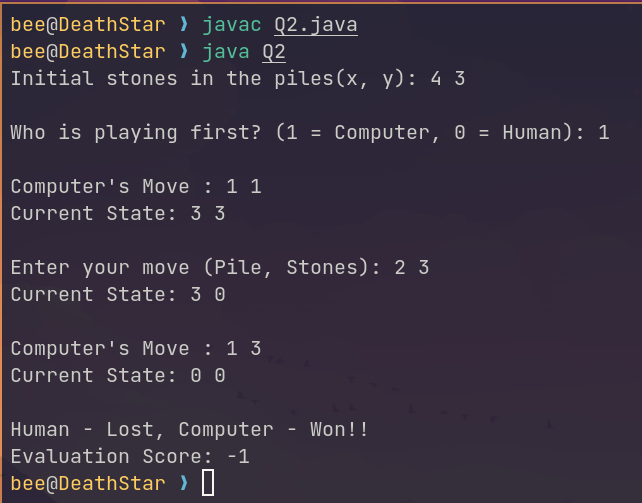 bee@DeathStar ❱ javac Q2.java
bee@DeathStar ❱ java Q2
Initial stones in the piles(x, y): 4 3
Who is playing first? (1 = Computer, 0 = Human): 1
Computer's Move : 1 1
Current State: 3 3
Enter your move (Pile, Stones): 2 3
Current State: 3 0
Computer's Move : 1 3
Current State: 0 0
Human - Lost, Computer - Won!!
Evaluation Score: -1
bee@DeathStar ❱